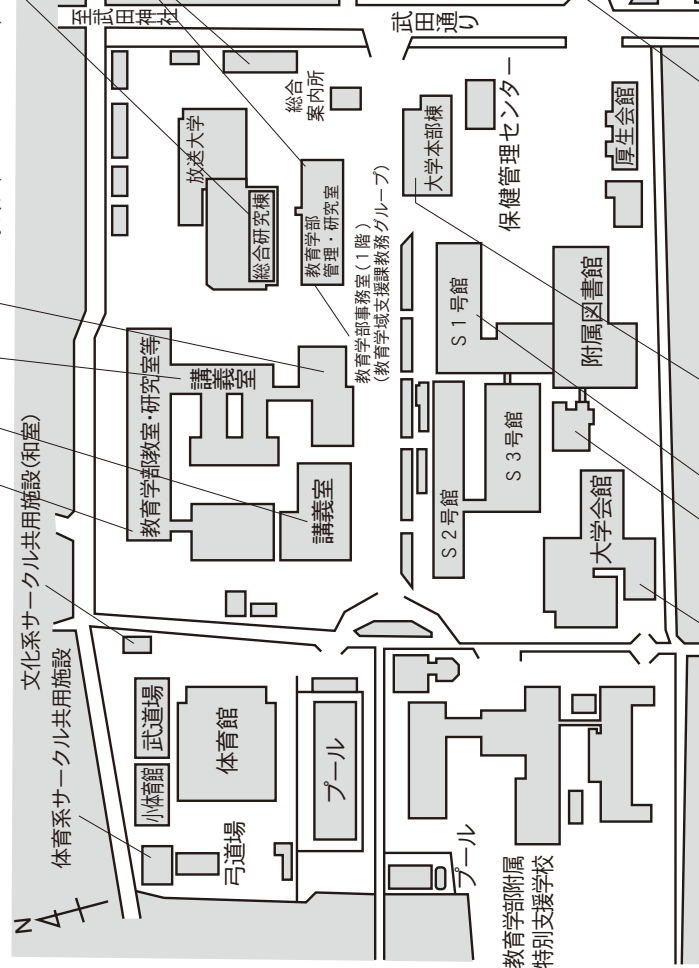 至武田神社
武田通り
総合
案内所
放送大学
総合研究棟
教育学部
管理・研究室
教育学部事務室(1階)
(教育学域支援課教務グループ)
大学本部棟
保健管理センター
厚生会館
S1号館
附属図書館
S3号館
S2号館
大学会館
教育学部教室・研究室等
講義室
講義室
文化系サークル共用施設(和室)
体育系サークル共用施設
武道場
小体育館
体育館
弓道場
プール
プール
教育学部附属
特別支援学校
N